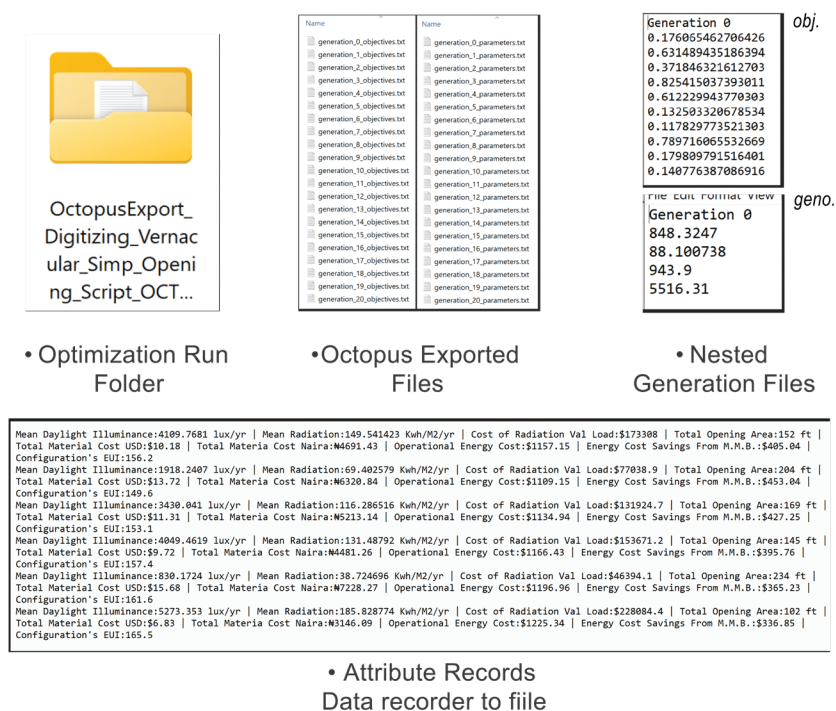 Name
generation_0_objectives.txt
generation_1_objectives.txt
generation_2_objectives.txt
generation_3_objectives.txt
generation_4_objectives.txt
generation_5_objectives.txt
generation_6_objectives.txt
generation_7_objectives.txt
generation_8_objectives.txt
generation_9_objectives.txt
generation_10_objectives.txt
generation_11_objectives.txt
generation_12_objectives.txt
generation_13_objectives.txt
generation_14_objectives.txt
generation_15_objectives.txt
generation_16_objectives.txt
generation_17_objectives.txt
generation_18_objectives.txt
generation_19_objectives.txt
generation_20_objectives.txt
Name
generation_0_parameters.txt
generation_1_parameters.txt
generation_2_parameters.txt
generation_3_parameters.txt
generation_4_parameters.txt
generation_5_parameters.txt
generation_6_parameters.txt
generation_7_parameters.txt
generation_8_parameters.txt
generation_9_parameters.txt
generation_10_parameters.txt
generation_11_parameters.txt
generation_12_parameters.txt
generation_13_parameters.txt
generation_14_parameters.txt
generation_15_parameters.txt
generation_16_parameters.txt
generation_17_parameters.txt
generation_18_parameters.txt
generation_19_parameters.txt
generation_20_parameters.txt
Generation 0
0.176065462706426
0.631489435186394
0.371846321612703
0.825415037393011
0.612229943770303
0.132503320678534
0.117829773521303
0.789716065532669
0.179809791516401
0.140776387086916
obj.
File Edit Format View
Generation 0
848.3247
88.100738
943.9
5516.31
geno.
OctopusExport_
Digitizing_Vernac
ular_Simp_Openi
ng_Script_OCT...
• Optimization Run
Folder
•Octopus Exported
Files
• Nested
Generation Files
Mean Daylight Illuminance:4109.7681 lux/yr | Mean Radiation:149.541423 Kwh/M2/yr | Cost of Radiation Val Load:$173308 | Total Opening Area:152 ft |
Total Material Cost USD:$10.18 | Total Materia Cost Naira:₦4691.43 | Operational Energy Cost:$1157.15 | Energy Cost Savings From M.M.B.:$405.04 |
Configuration's EUI:156.2
Mean Daylight Illuminance:1918.2407 lux/yr | Mean Radiation:69.402579 Kwh/M2/yr | Cost of Radiation Val Load:$77038.9 | Total Opening Area:204 ft |
Total Material Cost USD:$13.72 | Total Materia Cost Naira:₦6320.84 | Operational Energy Cost:$1109.15 | Energy Cost Savings From M.M.B.:$453.04 |
Configuration's EUI:149.6
Mean Daylight Illuminance:3430.041 lux/yr | Mean Radiation:116.286516 Kwh/M2/yr | Cost of Radiation Val Load:$131924.7 | Total Opening Area:169 ft |
Total Material Cost USD:$11.31 | Total Materia Cost Naira:₦5213.14 | Operational Energy Cost:$1134.94 | Energy Cost Savings From M.M.B.:$427.25 |
Configuration's EUI:153.1
Mean Daylight Illuminance:4049.4619 lux/yr | Mean Radiation:131.48792 Kwh/M2/yr | Cost of Radiation Val Load:$153671.2 | Total Opening Area:145 ft |
Total Material Cost USD:$9.72 | Total Materia Cost Naira:₦4481.26 | Operational Energy Cost:$1166.43 | Energy Cost Savings From M.M.B.:$395.76 |
Configuration's EUI:157.4
Mean Daylight Illuminance:830.1724 lux/yr | Mean Radiation:38.724696 Kwh/M2/yr | Cost of Radiation Val Load:$46394.1 | Total Opening Area:234 ft |
Total Material Cost USD:$15.68 | Total Materia Cost Naira:₦7228.27 | Operational Energy Cost:$1196.96 | Energy Cost Savings From M.M.B.:$365.23 |
Configuration's EUI:161.6
Mean Daylight Illuminance:5273.353 lux/yr | Mean Radiation:185.828774 Kwh/M2/yr | Cost of Radiation Val Load:$228084.4 | Total Opening Area:102 ft |
Total Material Cost USD:$6.83 | Total Materia Cost Naira:₦3146.09 | Operational Energy Cost:$1225.34 | Energy Cost Savings From M.M.B.:$336.85 |
Configuration's EUI:165.5
• Attribute Records
Data recorder to fiile